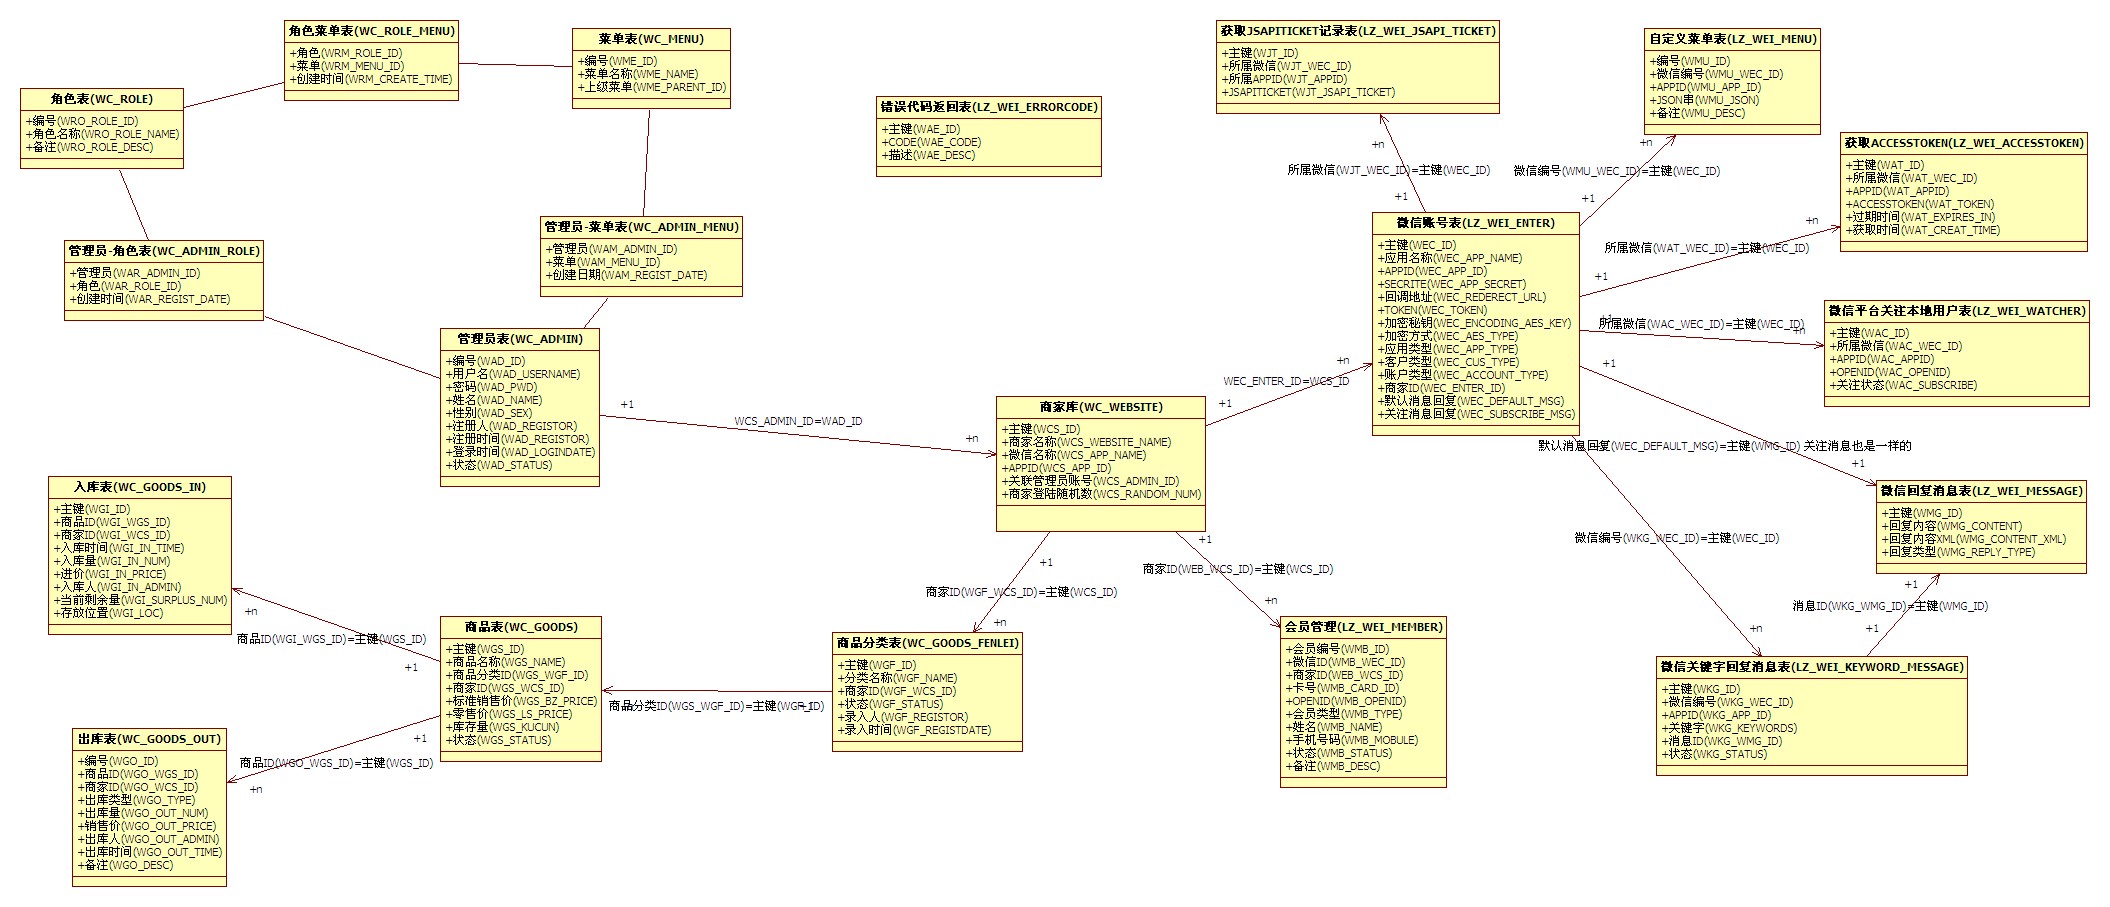 角色菜单表(WC_ROLE_MENU)
+角色(WRM_ROLE_ID)
+菜单(WRM_MENU_ID)
+创建时间(WRM_CREATE_TIME)
菜单表(WC_MENU)
+编号(WME_ID)
+菜单名称(WME_NAME)
+上级菜单(WME_PARENT_ID)
角色表(WC_ROLE)
+编号(WRO_ROLE_ID)
+角色名称(WRO_ROLE_NAME)
+备注(WRO_ROLE_DESC)
错误代码返回表(LZ_WEI_ERRORCODE)
+主键(WAE_ID)
+CODE(WAE_CODE)
+描述(WAE_DESC)
获取JSAPITICKET记录表(LZ_WEI_JSAPI_TICKET)
+主键(WJT_ID)
+所属微信(WJT_WEC_ID)
+所属APPID(WJT_APPID)
+JSAPITICKET(WJT_JSAPI_TICKET)
自定义菜单表(LZ_WEI_MENU)
+编号(WMU_ID)
+微信编号(WMU_WEC_ID)
+APPID(WMU_APP_ID)
+JSON串(WMU_JSON)
+备注(WMU_DESC)
获取ACCESSTOKEN(LZ_WEI_ACCESSTOKEN)
+主键(WAT_ID)
+所属微信(WAT_WEC_ID)
+APPID(WAT_APPID)
+ACCESSTOKEN(WAT_TOKEN)
+过期时间(WAT_EXPIRES_IN)
+获取时间(WAT_CREAT_TIME)
+n
所属微信(WJT_WEC_ID)=主键(WEC_ID)
+1
+n
微信编号(WMU_WEC_ID)=主键(WEC_ID)
+1
+n
所属微信(WAT_WEC_ID)=主键(WEC_ID)
+1
管理员-角色表(WC_ADMIN_ROLE)
+管理员(WAR_ADMIN_ID)
+角色(WAR_ROLE_ID)
+创建时间(WAR_REGIST_DATE)
管理员-菜单表(WC_ADMIN_MENU)
+管理员(WAM_ADMIN_ID)
+菜单(WAM_MENU_ID)
+创建日期(WAM_REGIST_DATE)
微信账号表(LZ_WEI_ENTER)
+主键(WEC_ID)
+应用名称(WEC_APP_NAME)
+APPID(WEC_APP_ID)
+SECRITE(WEC_APP_SECRET)
+回调地址(WEC_REDERECT_URL)
+TOKEN(WEC_TOKEN)
+加密秘钥(WEC_ENCODING_AES_KEY)
+加密方式(WEC_AES_TYPE)
+应用类型(WEC_APP_TYPE)
+客户类型(WEC_CUS_TYPE)
+账户类型(WEC_ACCOUNT_TYPE)
+商家ID(WEC_ENTER_ID)
+默认消息回复(WEC_DEFAULT_MSG)
+关注消息回复(WEC_SUBSCRIBE_MSG)
微信平台关注本地用户表(LZ_WEI_WATCHER)
+主键(WAC_ID)
+所属微信(WAC_WEC_ID)
+APPID(WAC_APPID)
+OPENID(WAC_OPENID)
+关注状态(WAC_SUBSCRIBE)
+1
所属微信(WAC_WEC_ID)=主键(WEC_ID)
+n
管理员表(WC_ADMIN)
+编号(WAD_ID)
+用户名(WAD_USERNAME)
+密码(WAD_PWD)
+姓名(WAD_NAME)
+性别(WAD_SEX)
+注册人(WAD_REGISTOR)
+注册时间(WAD_REGISTOR)
+登录时间(WAD_LOGINDATE)
+状态(WAD_STATUS)
+1
WCS_ADMIN_ID=WAD_ID
+n
商家库(WC_WEBSITE)
+主键(WCS_ID)
+商家名称(WCS_WEBSITE_NAME)
+微信名称(WCS_APP_NAME)
+APPID(WCS_APP_ID)
+关联管理员账号(WCS_ADMIN_ID)
+商家登陆随机数(WCS_RANDOM_NUM)
+n
WEC_ENTER_ID=WCS_ID
+1
+1
默认消息回复(WEC_DEFAULT_MSG)=主键(WMG_ID) 关注消息也是一样的
+1
微信回复消息表(LZ_WEI_MESSAGE)
+主键(WMG_ID)
+回复内容(WMG_CONTENT)
+回复内容XML(WMG_CONTENT_XML)
+回复类型(WMG_REPLY_TYPE)
微信编号(WKG_WEC_ID)=主键(WEC_ID)
+n
+1
消息ID(WKG_WMG_ID)=主键(WMG_ID)
+1
入库表(WC_GOODS_IN)
+主键(WGI_ID)
+商品ID(WGI_WGS_ID)
+商家ID(WGI_WCS_ID)
+入库时间(WGI_IN_TIME)
+入库量(WGI_IN_NUM)
+进价(WGI_IN_PRICE)
+入库人(WGI_IN_ADMIN)
+当前剩余量(WGI_SURPLUS_NUM)
+存放位置(WGI_LOC)
+n
商品ID(WGI_WGS_ID)=主键(WGS_ID)
+1
+1
商家ID(WGF_WCS_ID)=主键(WCS_ID)
+n
+1
商家ID(WEB_WCS_ID)=主键(WCS_ID)
+n
商品表(WC_GOODS)
+主键(WGS_ID)
+商品名称(WGS_NAME)
+商品分类ID(WGS_WGF_ID)
+商家ID(WGS_WCS_ID)
+标准销售价(WGS_BZ_PRICE)
+零售价(WGS_LS_PRICE)
+库存量(WGS_KUCUN)
+状态(WGS_STATUS)
商品分类ID(WGS_WGF_ID)=主键(WGF_ID)
+1
商品分类表(WC_GOODS_FENLEI)
+主键(WGF_ID)
+分类名称(WGF_NAME)
+商家ID(WGF_WCS_ID)
+状态(WGF_STATUS)
+录入人(WGF_REGISTOR)
+录入时间(WGF_REGISTDATE)
会员管理(LZ_WEI_MEMBER)
+会员编号(WMB_ID)
+微信ID(WMB_WEC_ID)
+商家ID(WEB_WCS_ID)
+卡号(WMB_CARD_ID)
+OPENID(WMB_OPENID)
+会员类型(WMB_TYPE)
+姓名(WMB_NAME)
+手机号码(WMB_MOBULE)
+状态(WMB_STATUS)
+备注(WMB_DESC)
微信关键字回复消息表(LZ_WEI_KEYWORD_MESSAGE)
+主键(WKG_ID)
+微信编号(WKG_WEC_ID)
+APPID(WKG_APP_ID)
+关键字(WKG_KEYWORDS)
+消息ID(WKG_WMG_ID)
+状态(WKG_STATUS)
出库表(WC_GOODS_OUT)
+编号(WGO_ID)
+商品ID(WGO_WGS_ID)
+商家ID(WGO_WCS_ID)
+出库类型(WGO_TYPE)
+出库量(WGO_OUT_NUM)
+销售价(WGO_OUT_PRICE)
+出库人(WGO_OUT_ADMIN)
+出库时间(WGO_OUT_TIME)
+备注(WGO_DESC)
+1
商品ID(WGO_WGS_ID)=主键(WGS_ID)
+n